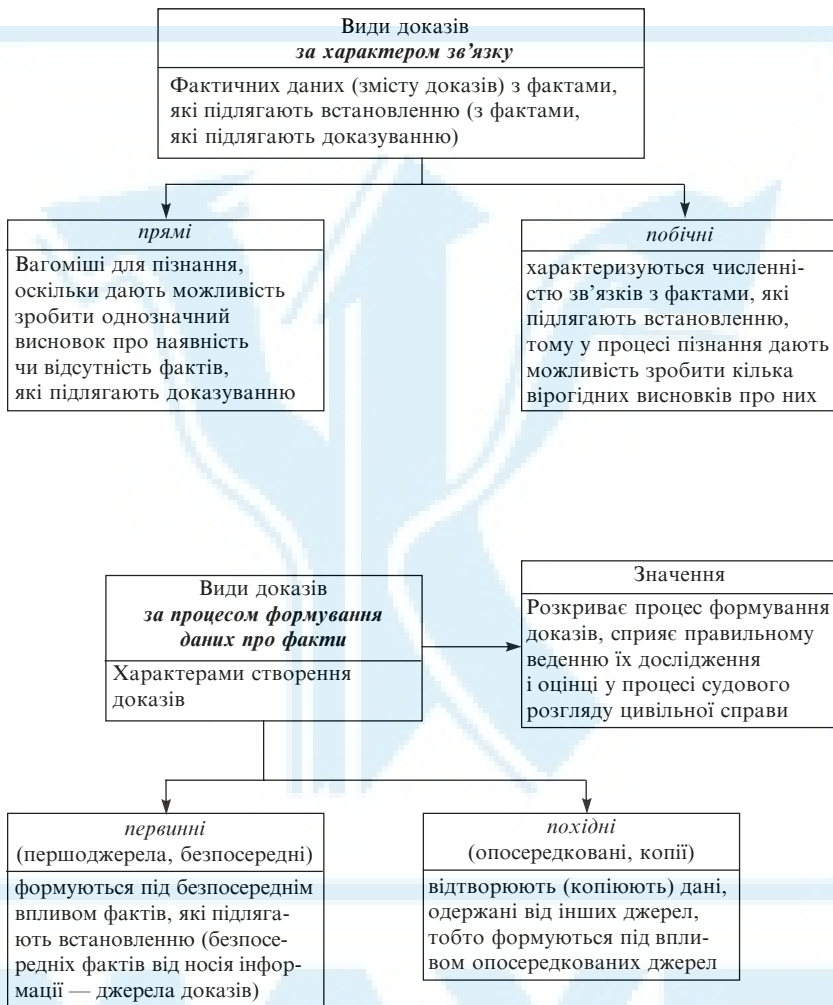 Види доказів
за характером зв’язку
Фактичних даних (змісту доказів) з фактами,
які підлягають встановленню (з фактами,
які підлягають доказуванню)
прямі
Вагоміші для пізнання,
оскільки дають можливість
зробити однозначний
висновок про наявність
чи відсутність фактів,
які підлягають доказуванню
побічні
характеризуються численні-
стю зв’язків з фактами, які
підлягають встановленню,
тому у процесі пізнання дають
можливість зробити кілька
вірогідних висновків про них
Види доказів
за процесом формування
даних про факти
Характерами створення
доказів
Значення
Розкриває процес формування
доказів, сприяє правильному
веденню їх дослідження
і оцінці у процесі судового
розгляду цивільної справи
первинні
(першоджерела, безпосередні)
формуються під безпосереднім
впливом фактів, які підляга-
ють встановленню (безпосе-
редніх фактів від носія інфор-
мації — джерела доказів)
похідні
(опосередковані, копії)
відтворюють (копіюють) дані,
одержані від інших джерел,
тобто формуються під впли-
вом опосередкованих джерел